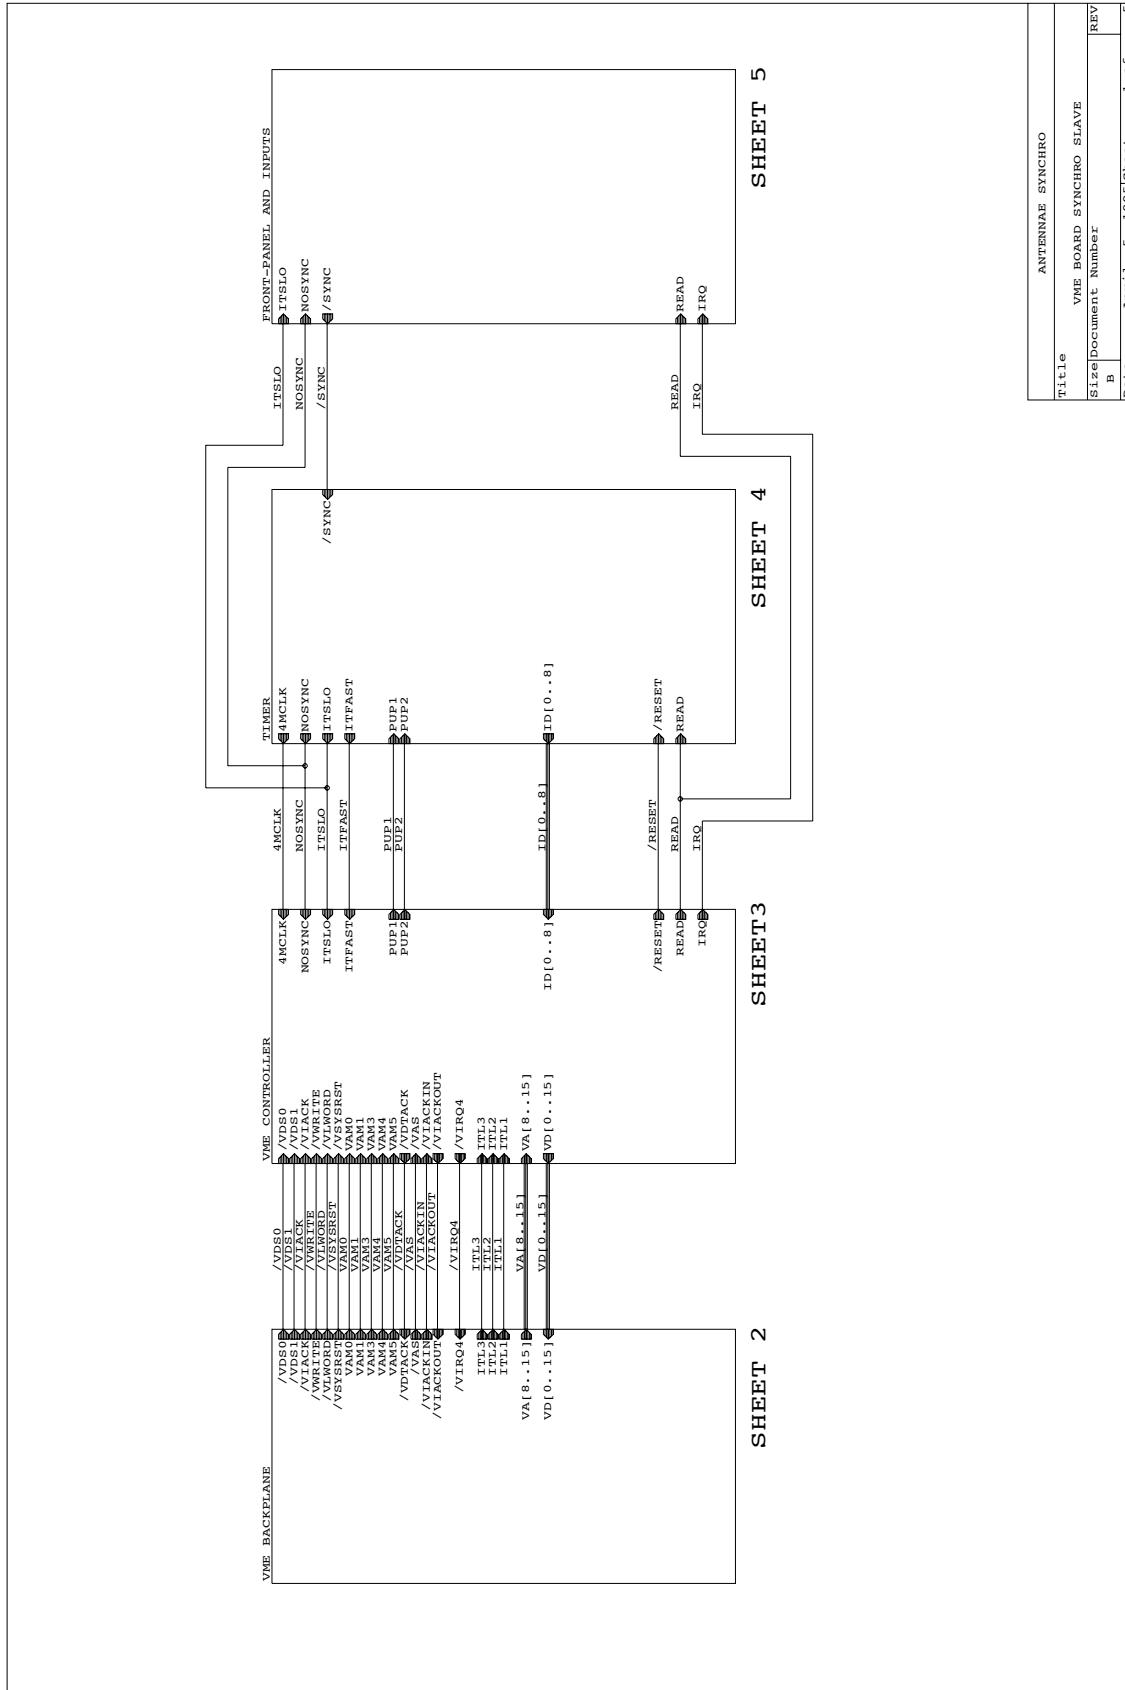 VME BACKPLANE
/VDS0
/VDS1
/VIACK
/VWRITE
/VLWORD
/VSYSRST
VAM0
VAM1
VAM3
VAM4
VAM5
/VDTACK
/VAS
/VIACKIN
/VIACKOUT
/VIRQ4
ITL3
ITL2
ITL1
VA[8..15]
VD[0..15]
SHEET 2
/VDS0
/VDS1
/VIACK
/VWRITE
/VLWORD
/VSYSRST
VAM0
VAM1
VAM3
VAM4
VAM5
/VDTACK
/VAS
/VIACKIN
/VIACKOUT
/VIRQ4
ITL3
ITL2
ITL1
VA[8..15]
VD[0..15]
VME CONTROLLER
/VDS0
/VDS1
/VIACK
/VWRITE
/VLWORD
/VSYSRST
VAM0
VAM1
VAM3
VAM4
VAM5
/VDTACK
/VAS
/VIACKIN
/VIACKOUT
/VIRQ4
ITL3
ITL2
ITL1
VA[8..15]
VD[0..15]
4MCLK
NOSYNC
ITSLO
ITFAST
PUP1
PUP2
ID[0..8]
/RESET
READ
IRQ
SHEET3
4MCLK
NOSYNC
ITSLO
ITFAST
PUP1
PUP2
ID[0..8]
/RESET
READ
IRQ
TIMER
4MCLK
NOSYNC
ITSLO
ITFAST
PUP1
PUP2
ID[0..8]
/RESET
READ
/SYNC
SHEET 4
ITSLO
NOSYNC
/SYNC
READ
IRQ
FRONT-PANEL AND INPUTS
ITSLO
NOSYNC
/SYNC
READ
IRQ
SHEET 5
ANTENNAE SYNCHRO
Title
VME BOARD SYNCHRO SLAVE
Size Document Number REV
B